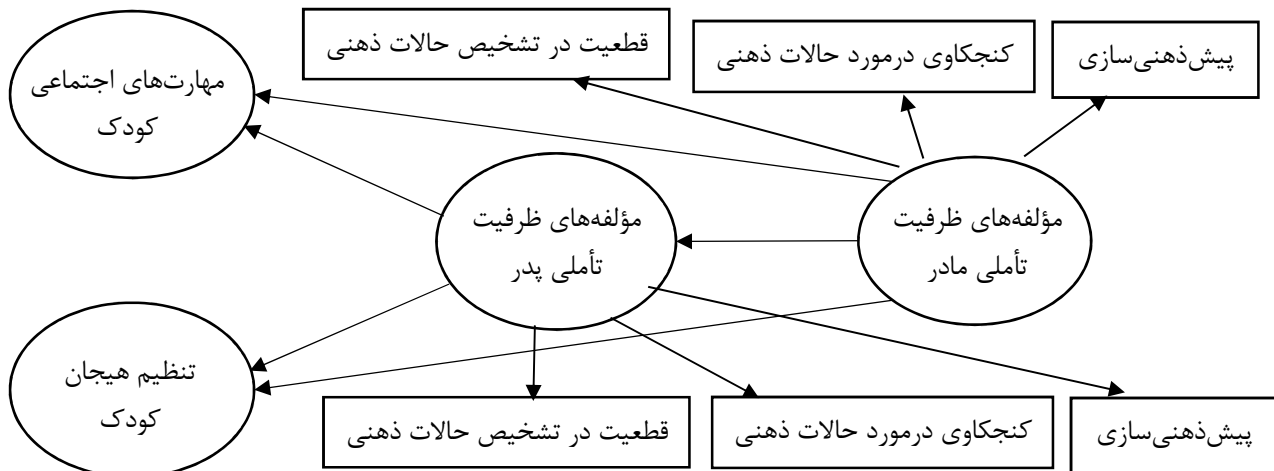 پیش‌ذهنی‌سازی
کنجکاوی درمورد حالات ذهنی
قطعیت در تشخیص حالات ذهنی
مهارت‌های اجتماعی
کودک
مؤلفه‌های ظرفیت
تأملی مادر
مؤلفه‌های ظرفیت
تأملی پدر
تنظیم هیجان
کودک
پیش‌ذهنی‌سازی
کنجکاوی درمورد حالات ذهنی
قطعیت در تشخیص حالات ذهنی